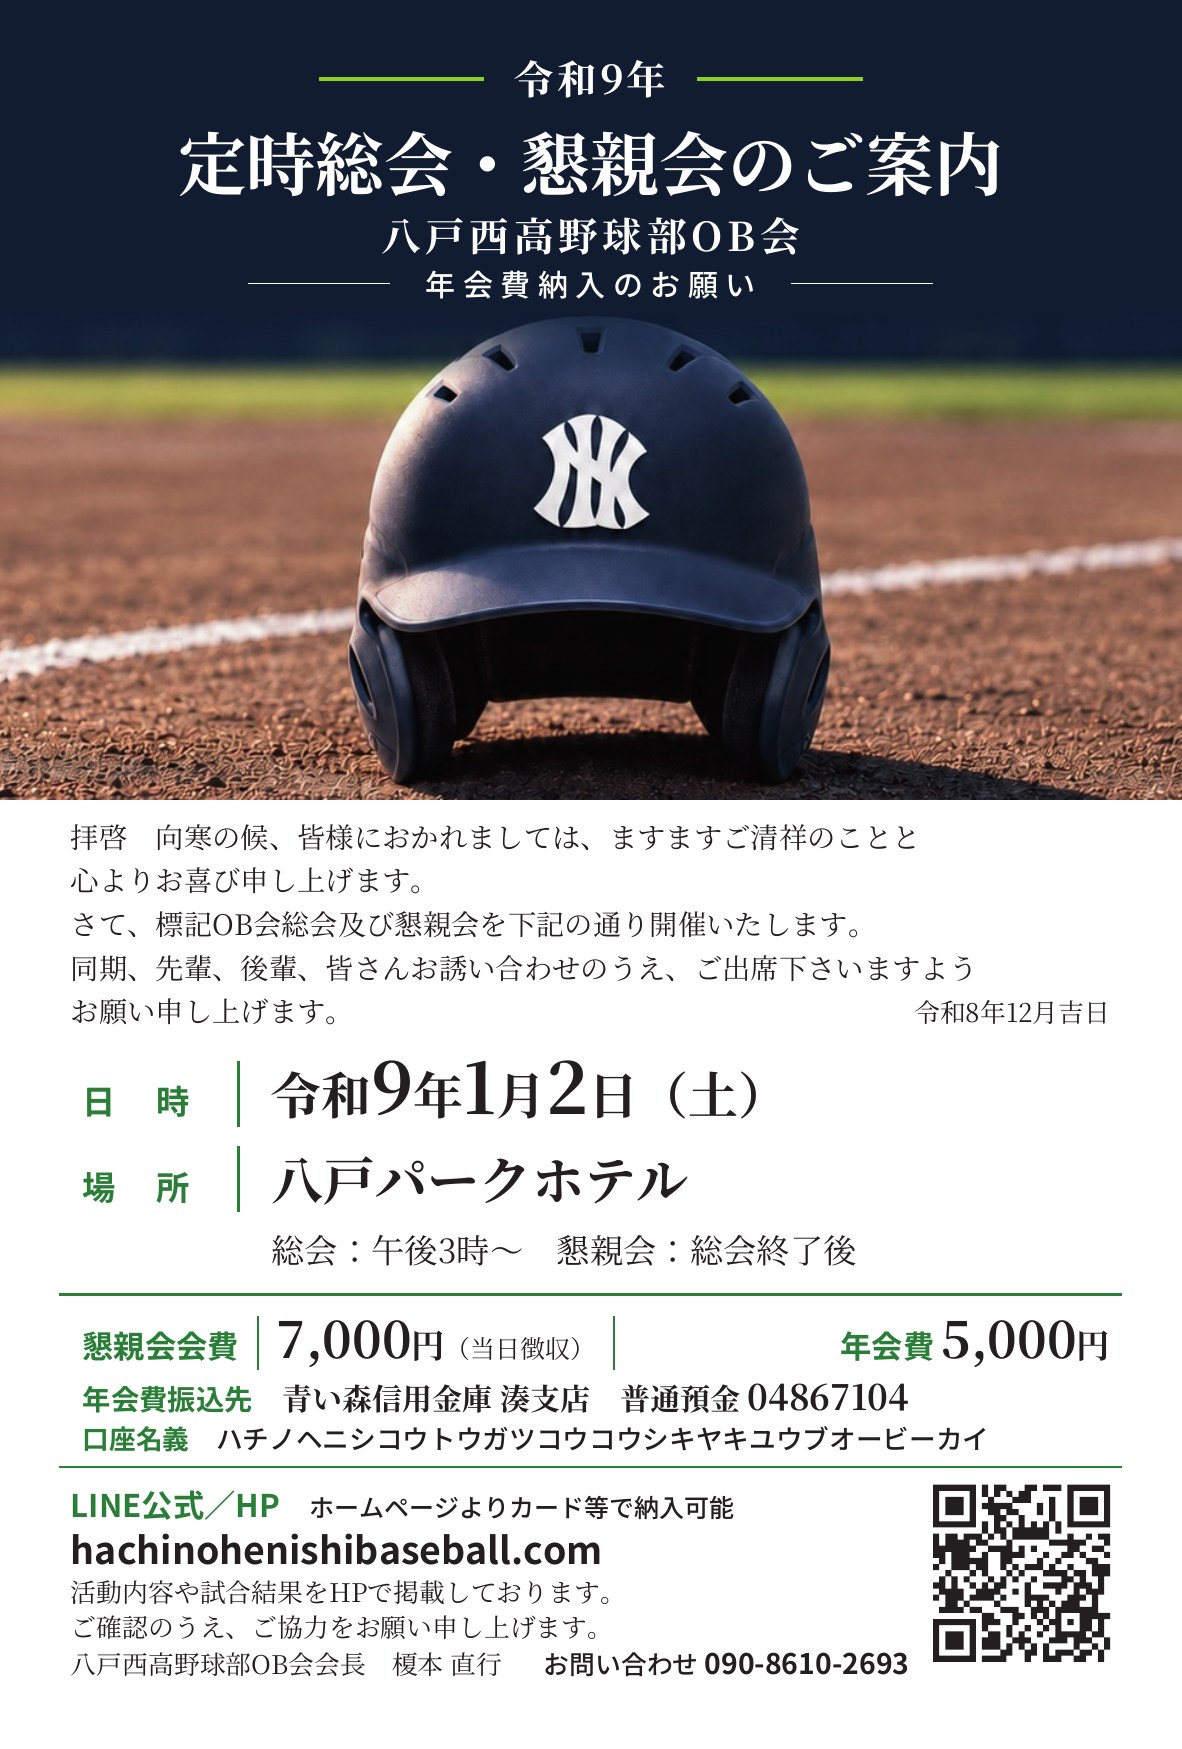 令和9年
定時総会・懇親会のご案内
八戸西高野球部OB会
年会費納入のお願い
拝啓　向寒の候、皆様におかれましては、ますますご清祥のことと
心よりお喜び申し上げます。
さて、標記OB会総会及び懇親会を下記の通り開催いたします。
同期、先輩、後輩、皆さんお誘い合わせのうえ、ご出席下さいますよう
お願い申し上げます。　令和8年12月吉日
日　時　令和9年1月2日（土）
場　所　八戸パークホテル
総会：午後3時〜　懇親会：総会終了後
懇親会会費　7,000円（当日徴収）　年会費 5,000円
年会費振込先　青い森信用金庫 湊支店　普通預金 04867104
口座名義　ハチノヘニシコウトウガツコウコウシキヤキユウブオービーカイ
LINE公式／HP　ホームページよりカード等で納入可能
hachinohenishibaseball.com
活動内容や試合結果をHPで掲載しております。
ご確認のうえ、ご協力をお願い申し上げます。
八戸西高野球部OB会会長　榎本 直行　お問い合わせ 090-8610-2693